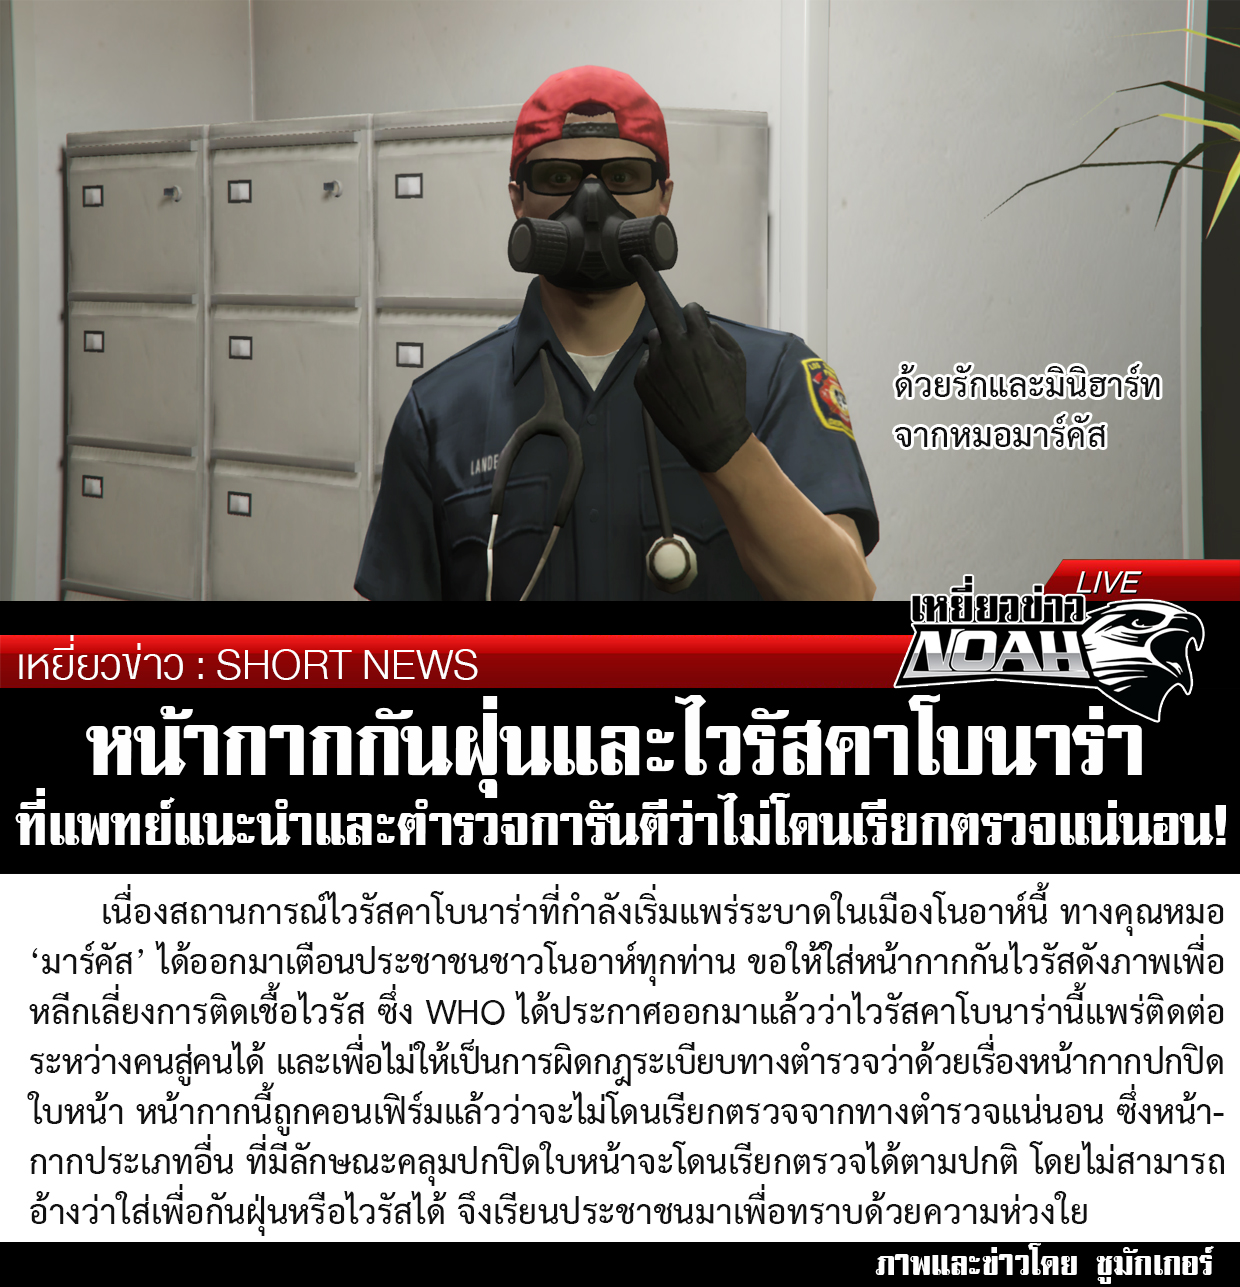 ด้วยรักและมินิฮาร์ท
จากหมอมาร์คัส
LANDE
LIVE
เหยี่ยวข่าว
NOAH
เหยี่ยวข่าว : SHORT NEWS
หน้ากากกันฝุ่นและไวรัสคาโบนาร่า
ที่แพทย์แนะนำและตำรวจการันตีว่าไม่โดนเรียกตรวจแน่นอน!
เนื่องสถานการณ์ไวรัสคาโบนาร่าที่กำลังเริ่มแพร่ระบาดในเมืองโนอาห์นี้ ทางคุณหมอ
‘มาร์คัส’ ได้ออกมาเตือนประชาชนชาวโนอาห์ทุกท่าน ขอให้ใส่หน้ากากกันไวรัสดังภาพเพื่อ
หลีกเลี่ยงการติดเชื้อไวรัส ซึ่ง WHO ได้ประกาศออกมาแล้วว่าไวรัสคาโบนาร่านี้แพร่ติดต่อ
ระหว่างคนสู่คนได้ และเพื่อไม่ให้เป็นการผิดกฎระเบียบทางตำรวจว่าด้วยเรื่องหน้ากากปกปิด
ใบหน้า หน้ากากนี้ถูกคอนเฟิร์มแล้วว่าจะไม่โดนเรียกตรวจจากทางตำรวจแน่นอน ซึ่งหน้า-
กากประเภทอื่น ที่มีลักษณะคลุมปกปิดใบหน้าจะโดนเรียกตรวจได้ตามปกติ โดยไม่สามารถ
อ้างว่าใส่เพื่อกันฝุ่นหรือไวรัสได้ จึงเรียนประชาชนมาเพื่อทราบด้วยความห่วงใย
ภาพและข่าวโดย ชูมักเกอร์